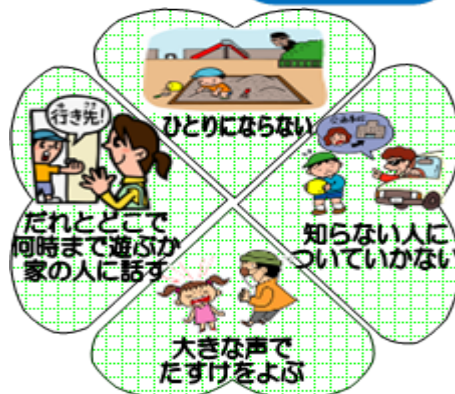 ひとりにならない
行き先!
だれとどこで
何時まで遊ぶか
家の人に話す
知らない人に
ついていかない
大きな声で
たすけをよぶ